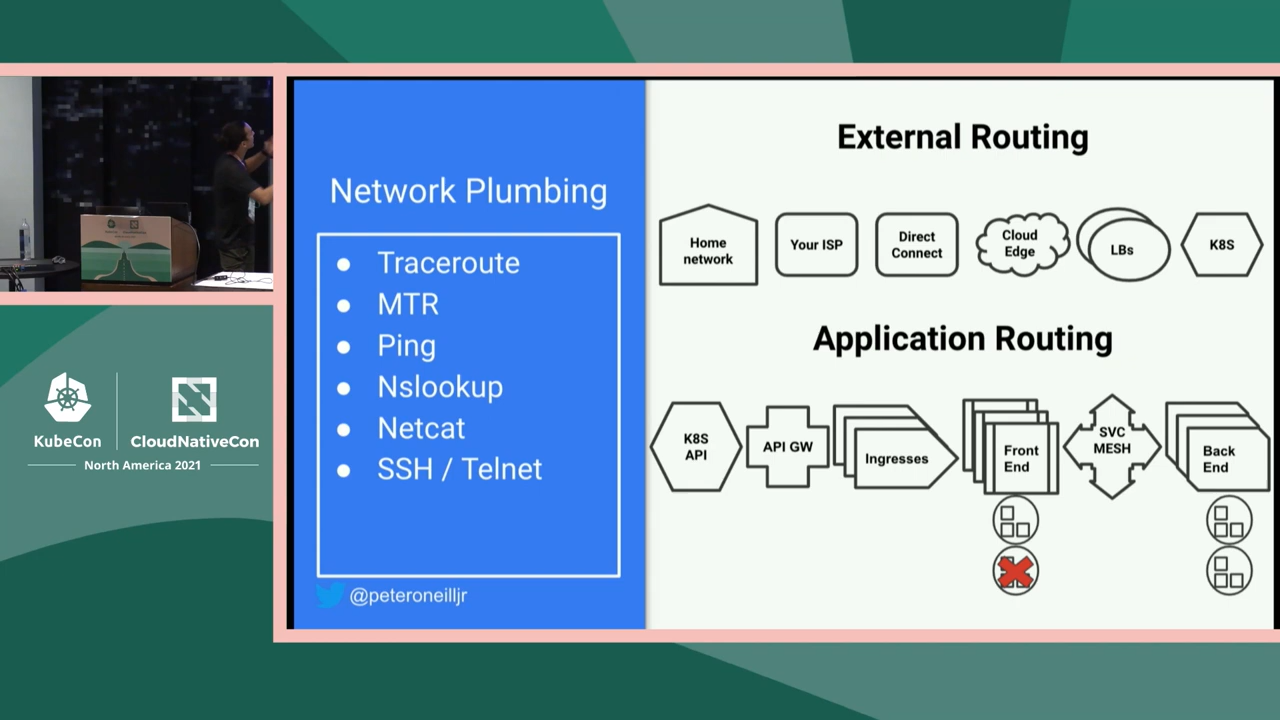 Network Plumbing
Traceroute
MTR
Ping
Nslookup
Netcat
SSH / Telnet
@peteroneilljr
External Routing
Home
network
Your ISP
Direct
Connect
Cloud
Edge
LBs
K8S
Application Routing
K8S
API
API GW
Ingresses
Front
End
SVC
MESH
Back
End
KubeCon
CloudNativeCon
North America 2021